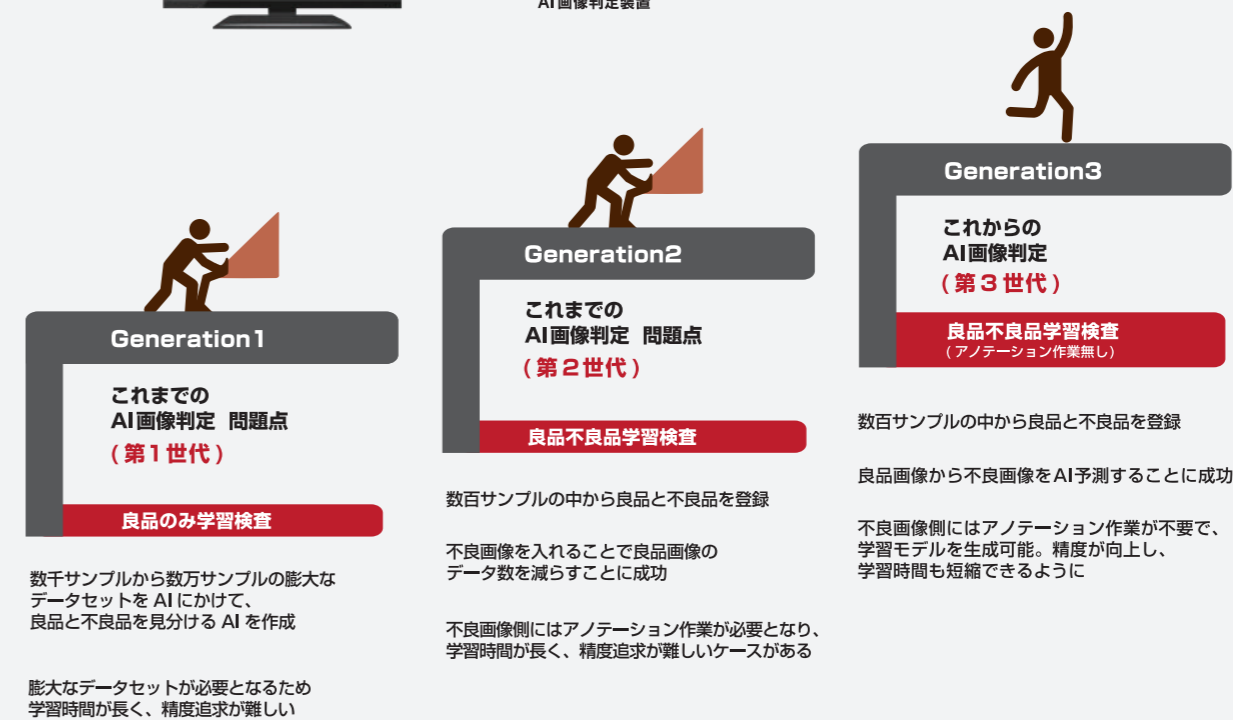 AI画像判定装置
Generation1
これまでの
AI画像判定 問題点
(第1世代)
良品のみ学習検査
数千サンプルから数万サンプルの膨大な
データセットを AI にかけて、
良品と不良品を見分ける AI を作成
膨大なデータセットが必要となるため
学習時間が長く、精度追求が難しい
Generation2
これまでの
AI画像判定 問題点
(第2世代)
良品不良品学習検査
数百サンプルの中から良品と不良品を登録
不良画像を入れることで良品画像の
データ数を減らすことに成功
不良画像側にはアノテーション作業が必要となり、
学習時間が長く、精度追求が難しいケースがある
Generation3
これからの
AI画像判定
(第3世代)
良品不良品学習検査
(アノテーション作業無し)
数百サンプルの中から良品と不良品を登録
良品画像から不良画像をAI予測することに成功
不良画像側にはアノテーション作業が不要で、
学習モデルを生成可能。精度が向上し、
学習時間も短縮できるように